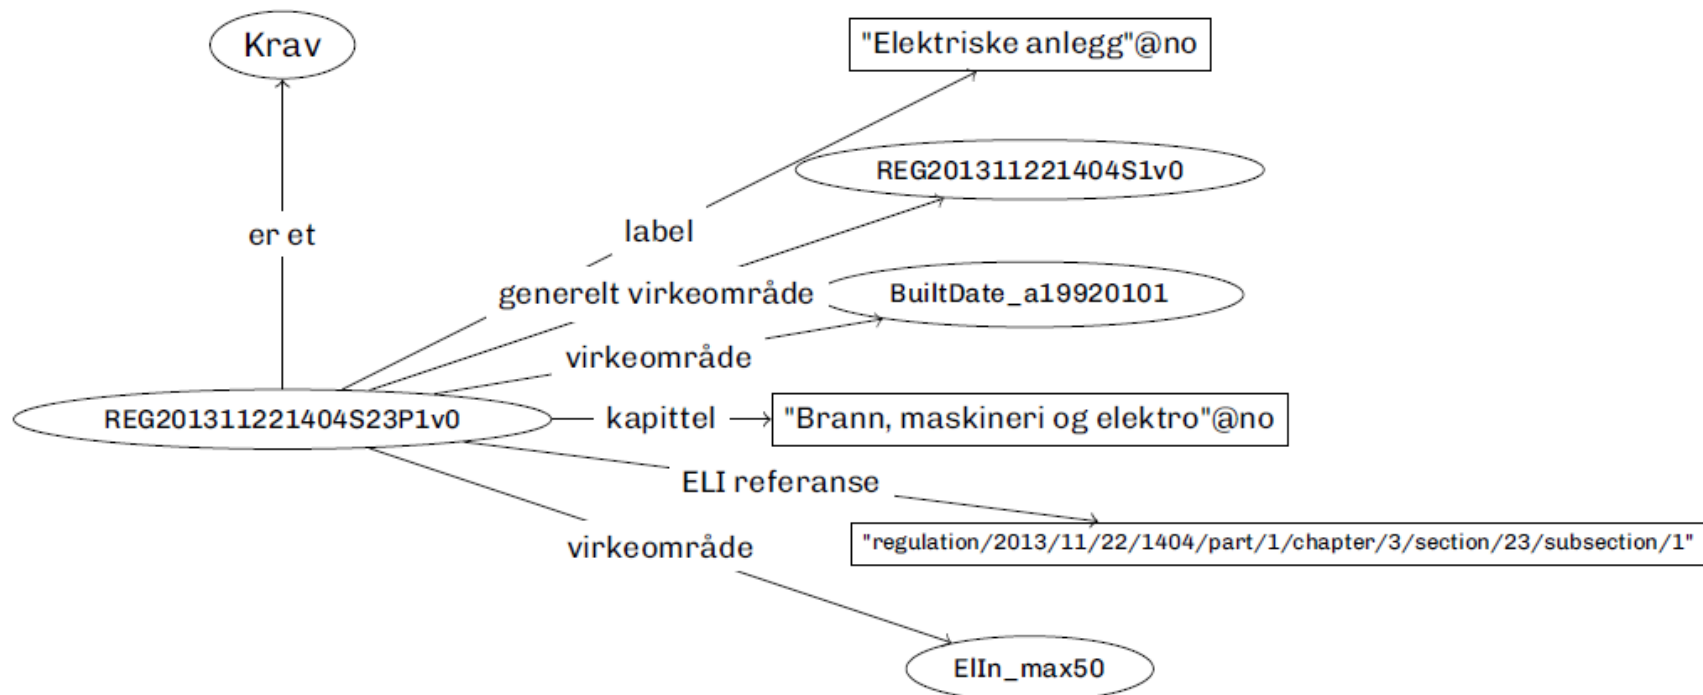 Krav
"Elektriske anlegg"@no
REG201311221404S1v0
er et
label
generelt virkeområde
BuiltDate_a19920101
virkeområde
REG201311221404S23P1v0
kapittel
"Brann, maskineri og elektro"@no
ELI referanse
"regulation/2013/11/22/1404/part/1/chapter/3/section/23/subsection/1"
virkeområde
ElIn_max50